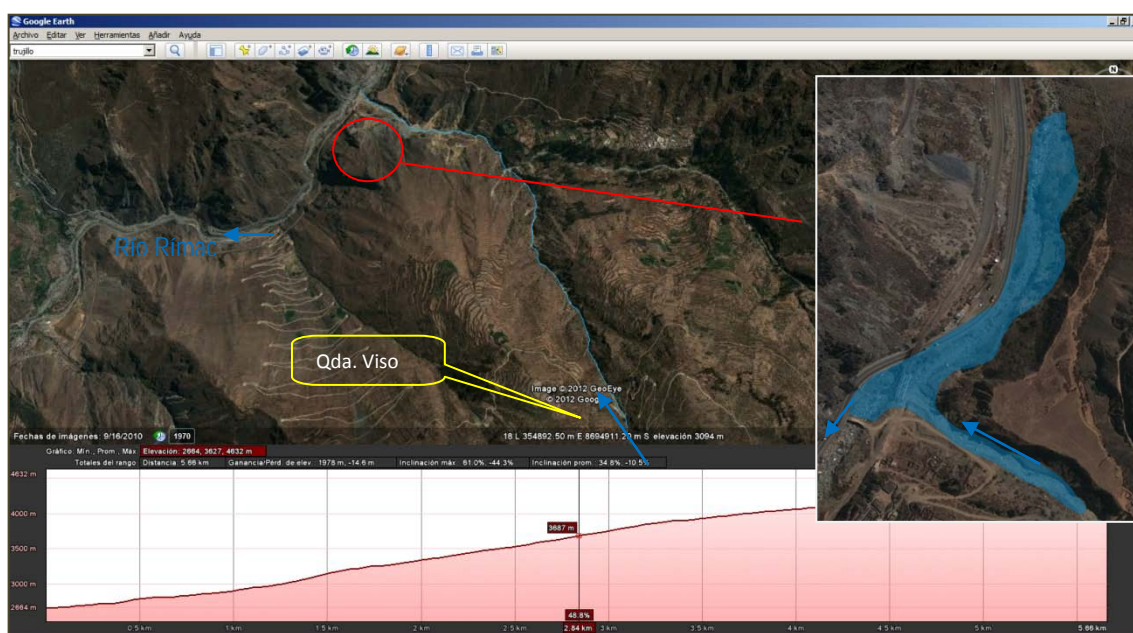 Google Earth
Archivo Editar Ver Herramientas Añadir Ayuda
trujillo
N
Río Rímac
Qda. Viso
Image © 2012 GeoEye
© 2012 Goog
Fechas de imágenes: 9/16/2010 1970
18 L 354892.50 m E 8694911.20 m S elevación 3094 m
Gráfico: Mín., Prom., Máx. Elevación: 2664, 3627, 4632 m
Totales del rango: Distancia: 5.66 km Ganancia/Pérd. de elev.: 1978 m, -14.6 m Inclinación máx.: 61.0%, -44.3% Inclinación prom.: 34.8%, -10.5%
4632 m
4000 m
3687 m
3500 m
3000 m
2664 m
48.8%
0.5 km 1 km 1.5 km 2 km 2.5 km 2.84 km 3 km 3.5 km 4 km 4.5 km 5 km 5.66 km